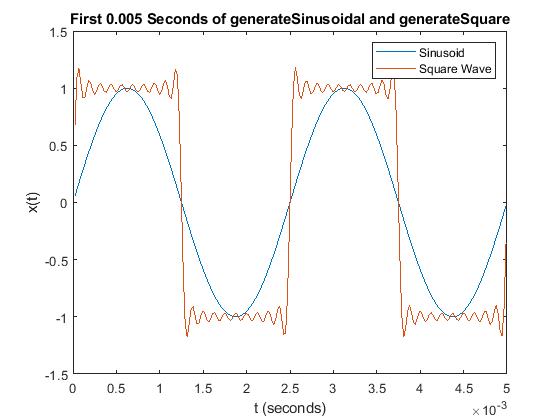 First 0.005 Seconds of generateSinusoidal and generateSquare
Sinusoid
Square Wave
1.5
1
0.5
0
-0.5
-1
-1.5
x(t)
0 0.5 1 1.5 2 2.5 3 3.5 4 4.5 5
t (seconds)
×10⁻³